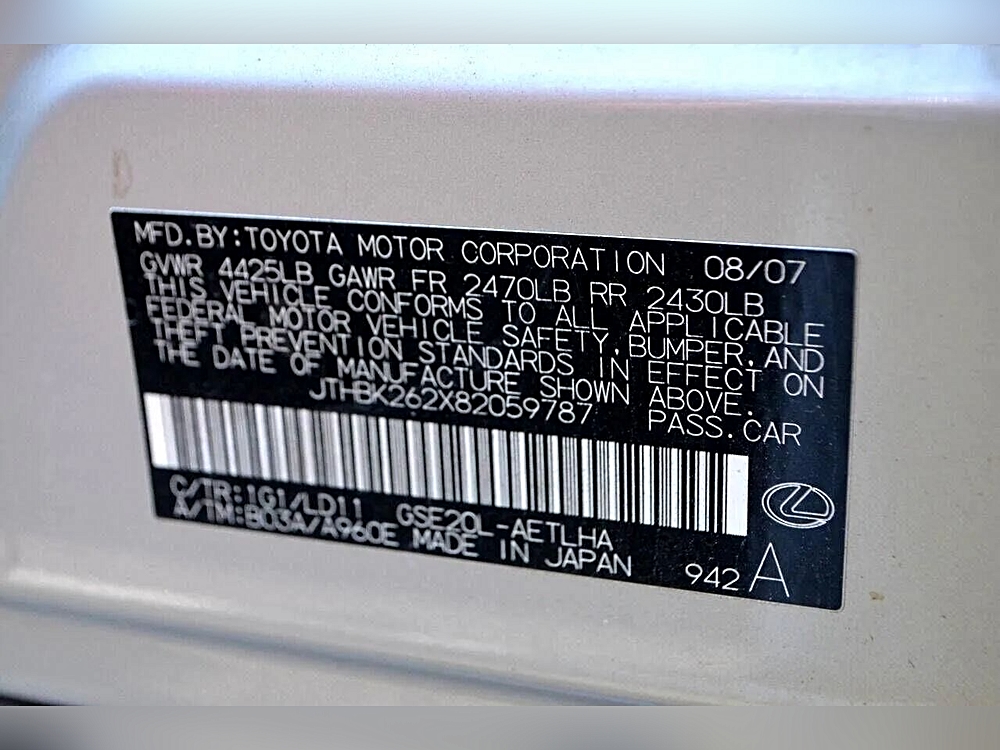 MFD.BY:TOYOTA MOTOR CORPORATION 08/07
GVWR 4425LB GAWR FR 2470LB RR 2430LB
THIS VEHICLE CONFORMS TO ALL APPLICABLE
FEDERAL MOTOR VEHICLE SAFETY,BUMPER,AND
THEFT PREVENTION STANDARDS IN EFFECT ON
THE DATE OF MANUFACTURE SHOWN ABOVE.
JTHBK262X82059787 PASS.CAR
C/TR:1G1/LD11 GSE20L-AETLHA
A/TM:B03A/A960E MADE IN JAPAN 942 A